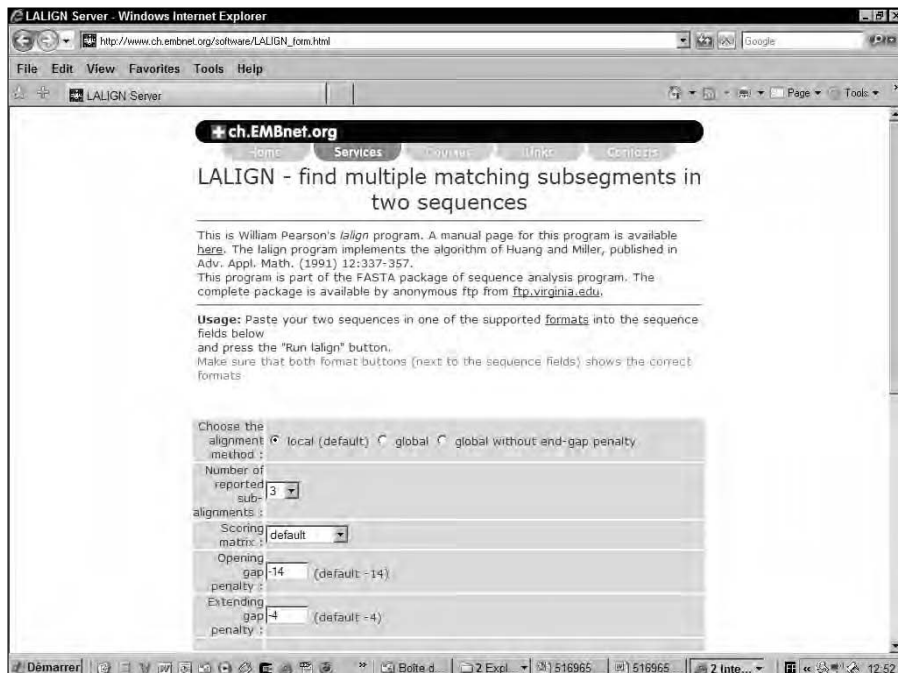 LALIGN Server - Windows Internet Explorer
http://www.ch.embnet.org/software/LALIGN_form.html
Google
File Edit View Favorites Tools Help
LALIGN Server
Page
Tools
ch.EMBnet.org
Home Services Courses Links Contacts
LALIGN - find multiple matching subsegments in
two sequences
This is William Pearson's lalign program. A manual page for this program is available
here. The lalign program implements the algorithm of Huang and Miller, published in
Adv. Appl. Math. (1991) 12:337-357.
This program is part of the FASTA package of sequence analysis program. The
complete package is available by anonymous ftp from ftp.virginia.edu.
Usage: Paste your two sequences in one of the supported formats into the sequence
fields below
and press the "Run lalign" button.
Make sure that both format buttons (next to the sequence fields) shows the correct
formats
Choose the
alignment
method :
local (default) global global without end-gap penalty
Number of
reported
sub-
alignments :
3
Scoring
matrix :
default
Opening
gap
penalty :
-14 (default -14)
Extending
gap
penalty :
-4 (default -4)
Démarrer
» Boîte d... 2 Expl... 516965... 516965... 2 Inte... « 12:52